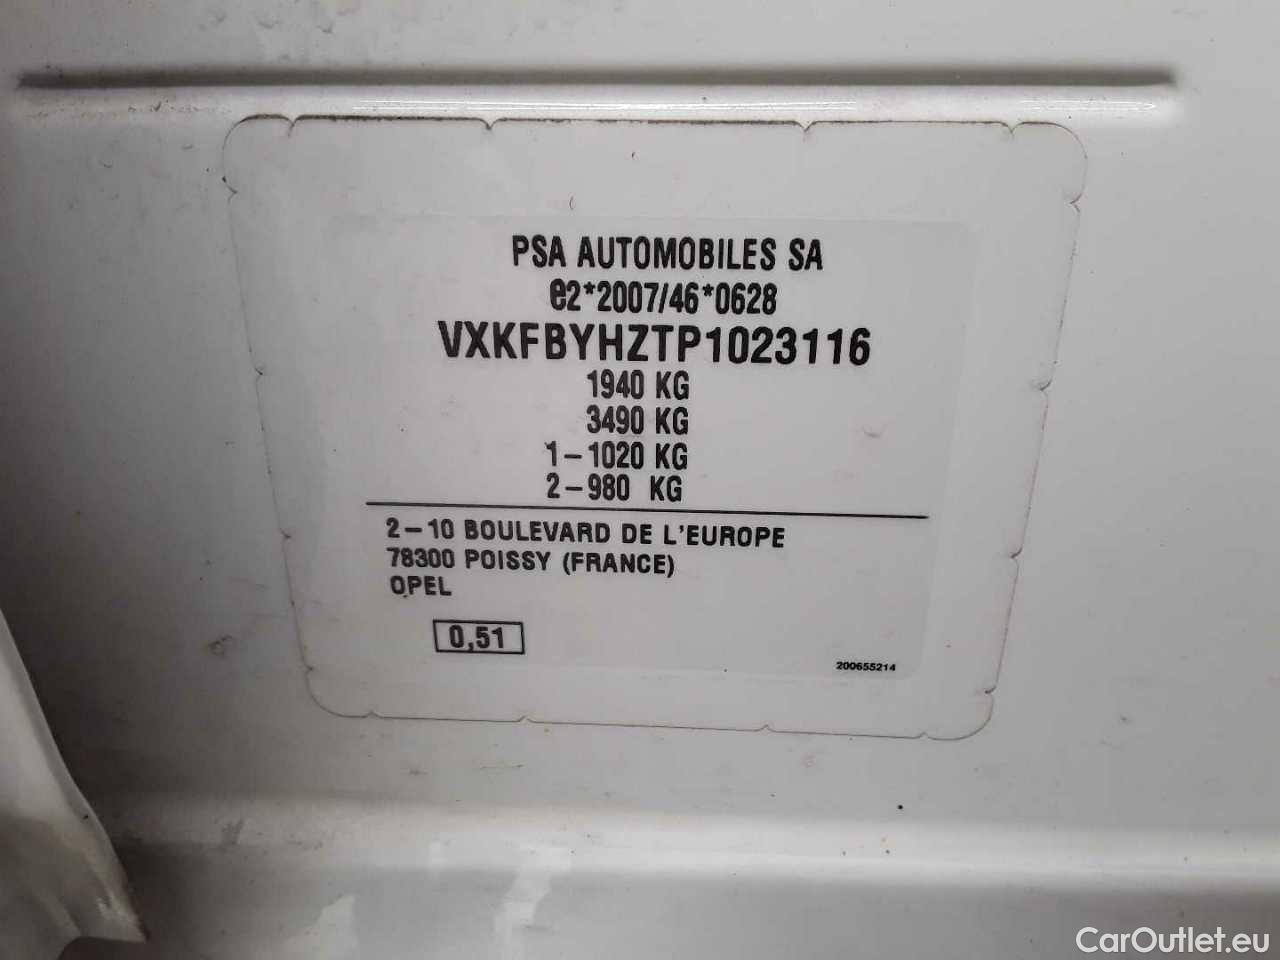 PSA AUTOMOBILES SA
e2*2007/46*0628
VXKFBYHZTP1023116
1940 KG
3490 KG
1-1020 KG
2-980 KG
2-10 BOULEVARD DE L'EUROPE
78300 POISSY (FRANCE)
OPEL
0,51
200655214
CarOutlet.eu